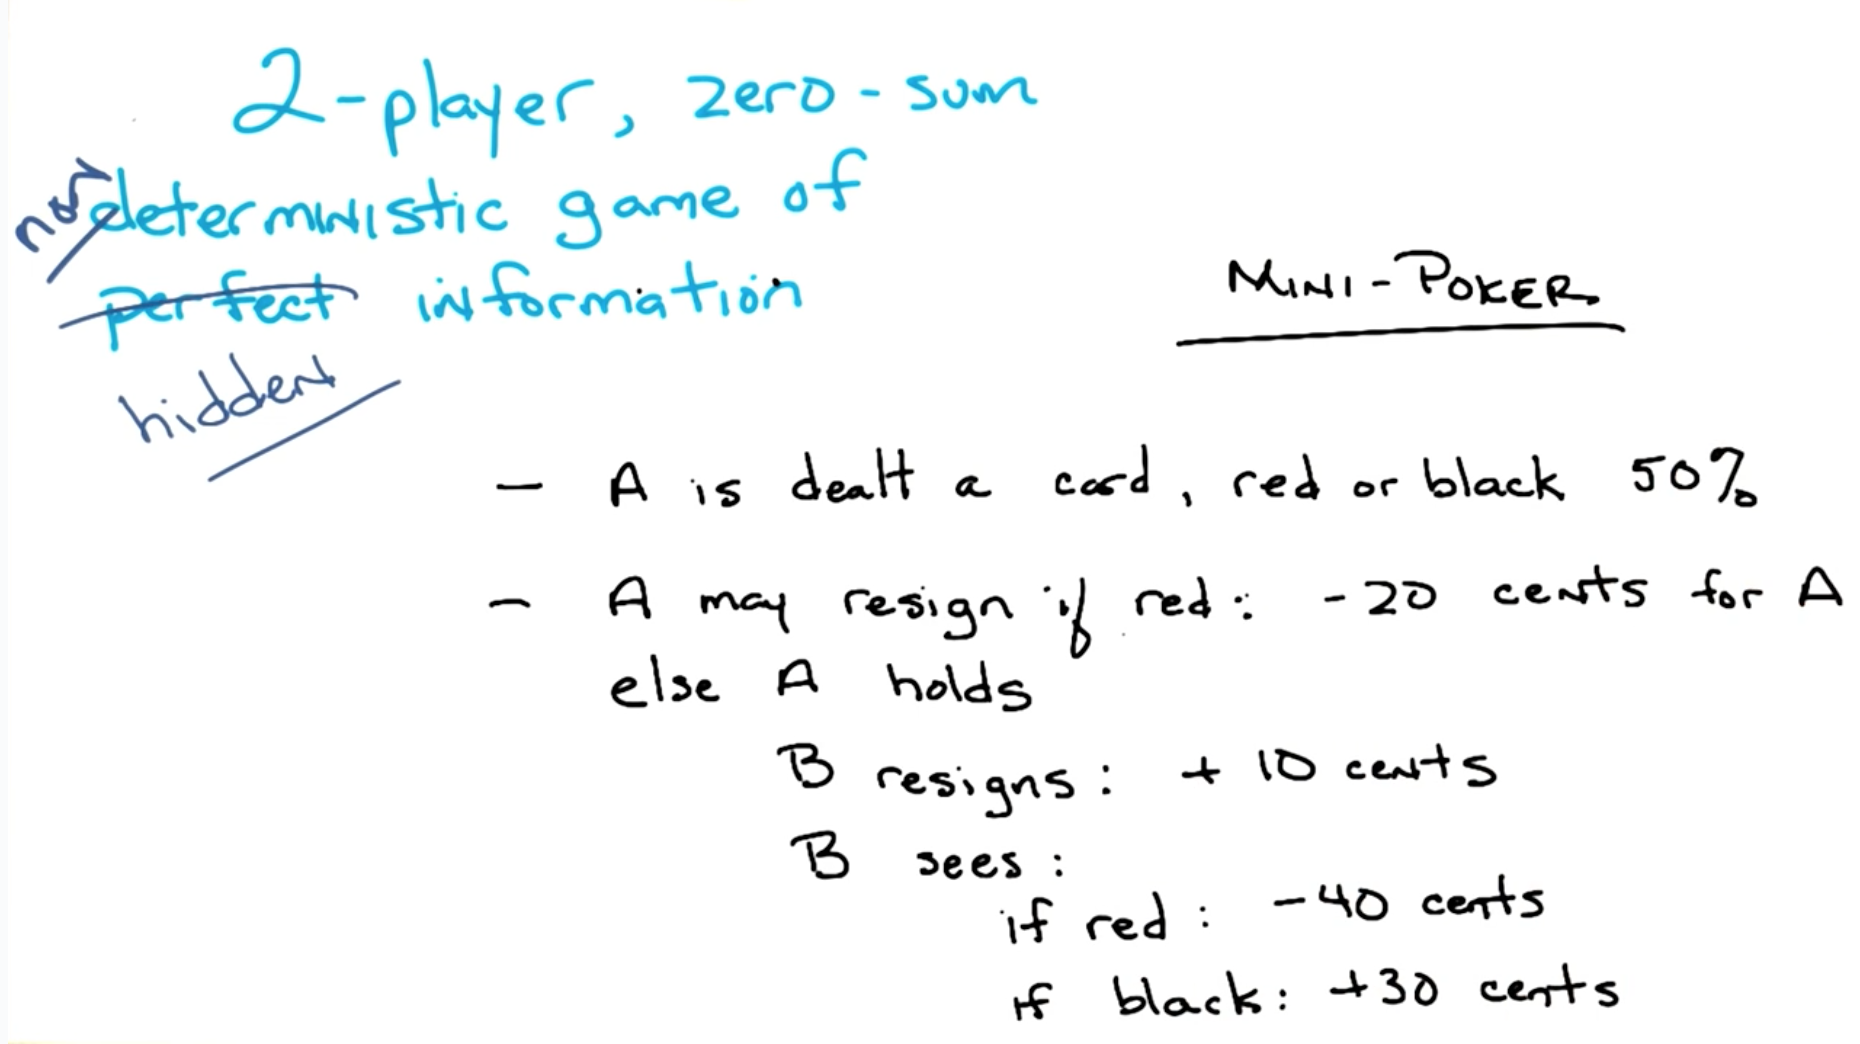 2-player, zero-sum
non deterministic game of
perfect information
hidden
MINI-POKER
- A is dealt a card, red or black 50%
- A may resign if red: -20 cents for A
else A holds
B resigns: +10 cents
B sees:
if red: -40 cents
if black: +30 cents